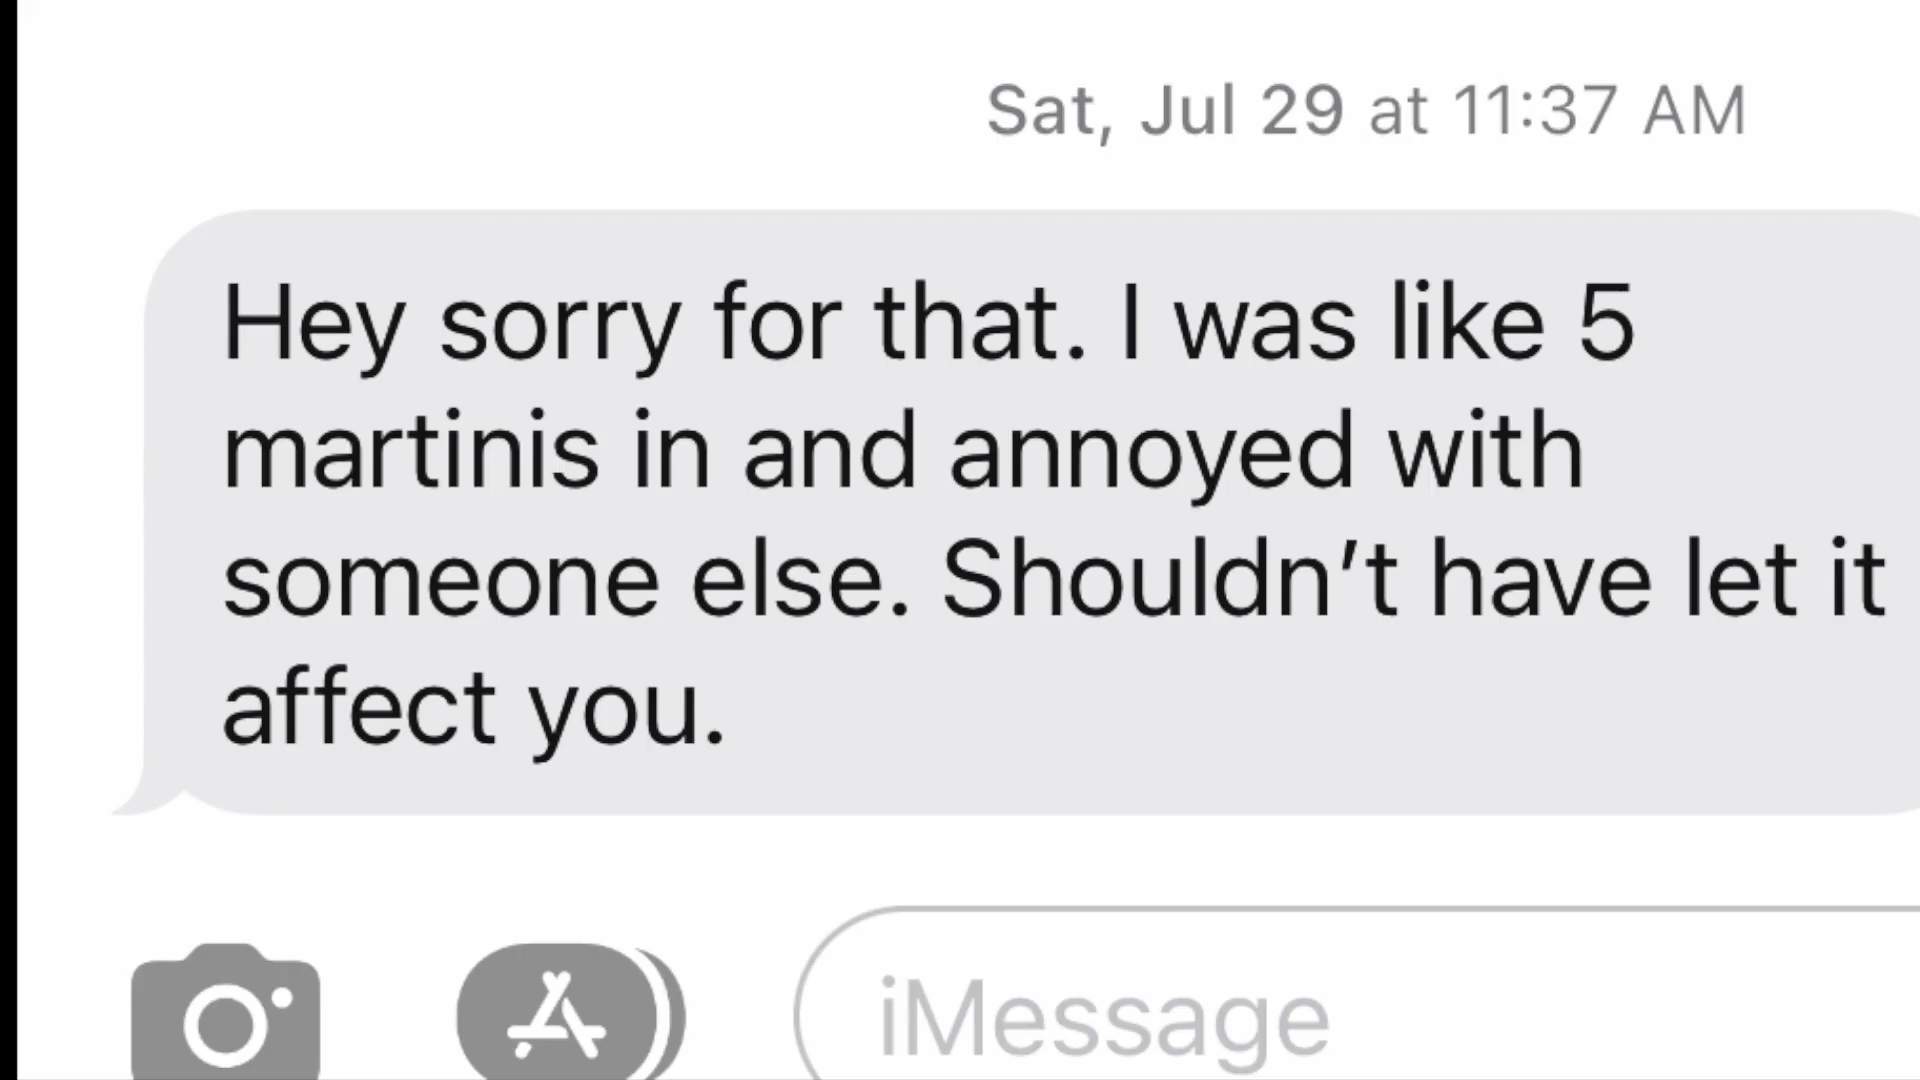 Sat, Jul 29 at 11:37 AM
Hey sorry for that. I was like 5
martinis in and annoyed with
someone else. Shouldn’t have let it
affect you.
iMessage